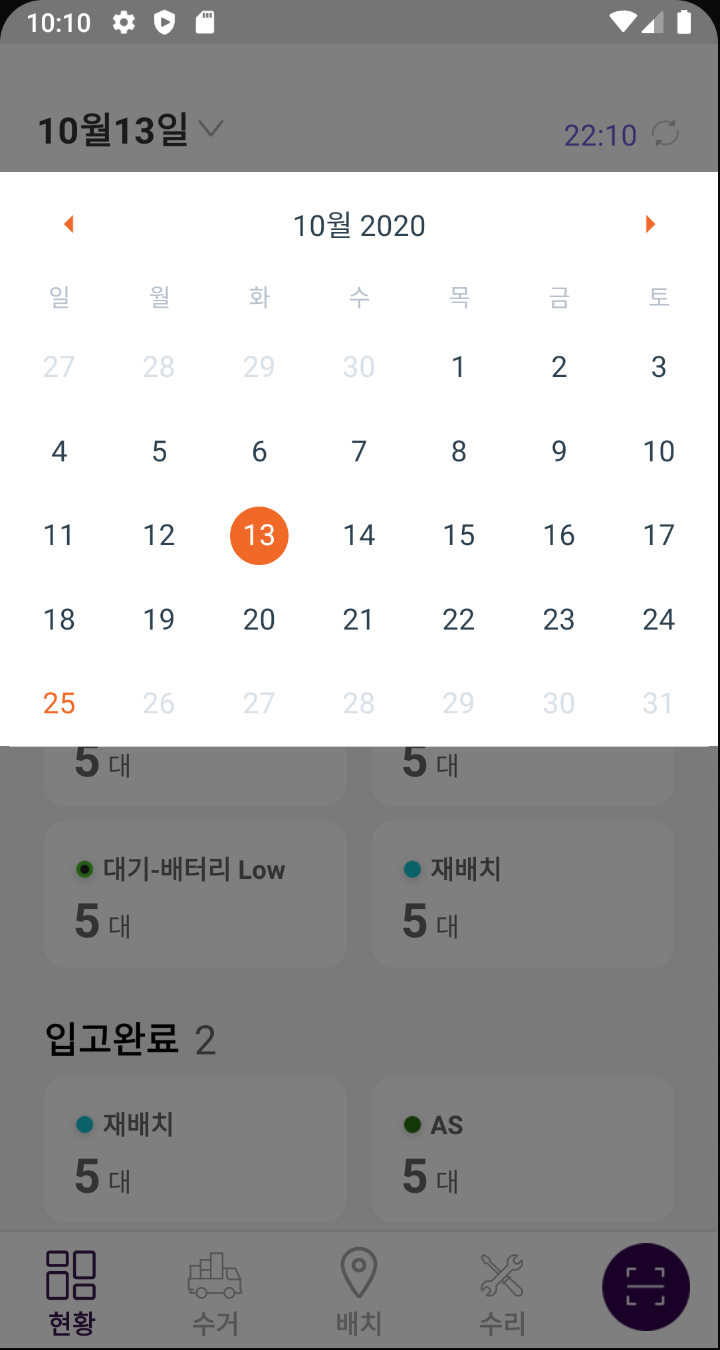 10:10
10월13일
22:10
10월 2020
일 월 화 수 목 금 토
27 28 29 30 1 2 3
4 5 6 7 8 9 10
11 12 13 14 15 16 17
18 19 20 21 22 23 24
25 26 27 28 29 30 31
5 대 5 대
대기-배터리 Low 재배치
5 대 5 대
입고완료 2
재배치 AS
5 대 5 대
현황 수거 배치 수리